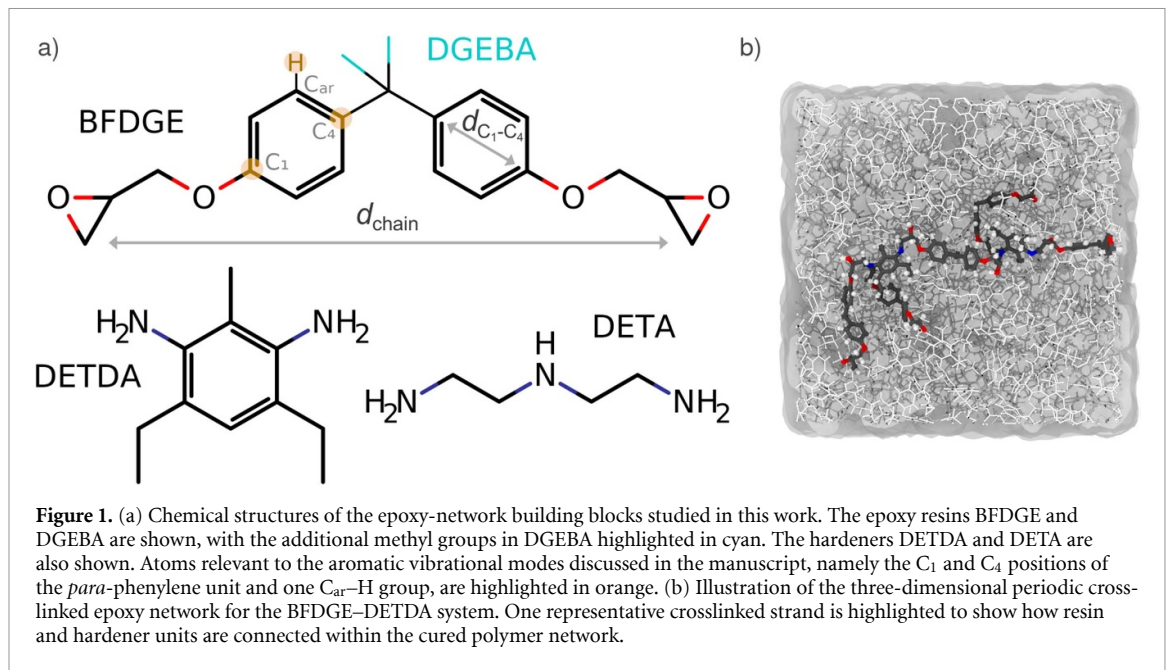 a)
b)
DGEBA
BFDGE
H
C₁
C₄
Cₐᵣ
d_C₁-C₄
O
O
O
O
d_chain
H₂N
NH₂
DETDA
DETA
H
N
H₂N
NH₂
Figure 1. (a) Chemical structures of the epoxy-network building blocks studied in this work. The epoxy resins BFDGE and
DGEBA are shown, with the additional methyl groups in DGEBA highlighted in cyan. The hardeners DETDA and DETA are
also shown. Atoms relevant to the aromatic vibrational modes discussed in the manuscript, namely the C₁ and C₄ positions of
the para-phenylene unit and one Cₐᵣ–H group, are highlighted in orange. (b) Illustration of the three-dimensional periodic cross-
linked epoxy network for the BFDGE–DETDA system. One representative crosslinked strand is highlighted to show how resin
and hardener units are connected within the cured polymer network.